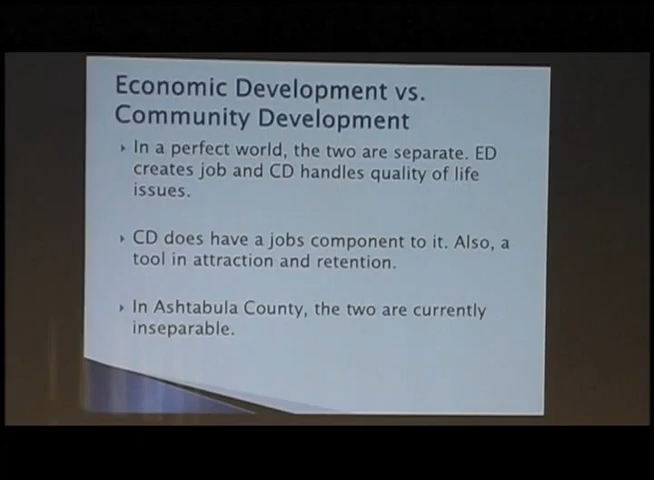 Economic Development vs.
Community Development
In a perfect world, the two are separate. ED
creates job and CD handles quality of life
issues.
CD does have a jobs component to it. Also, a
tool in attraction and retention.
In Ashtabula County, the two are currently
inseparable.